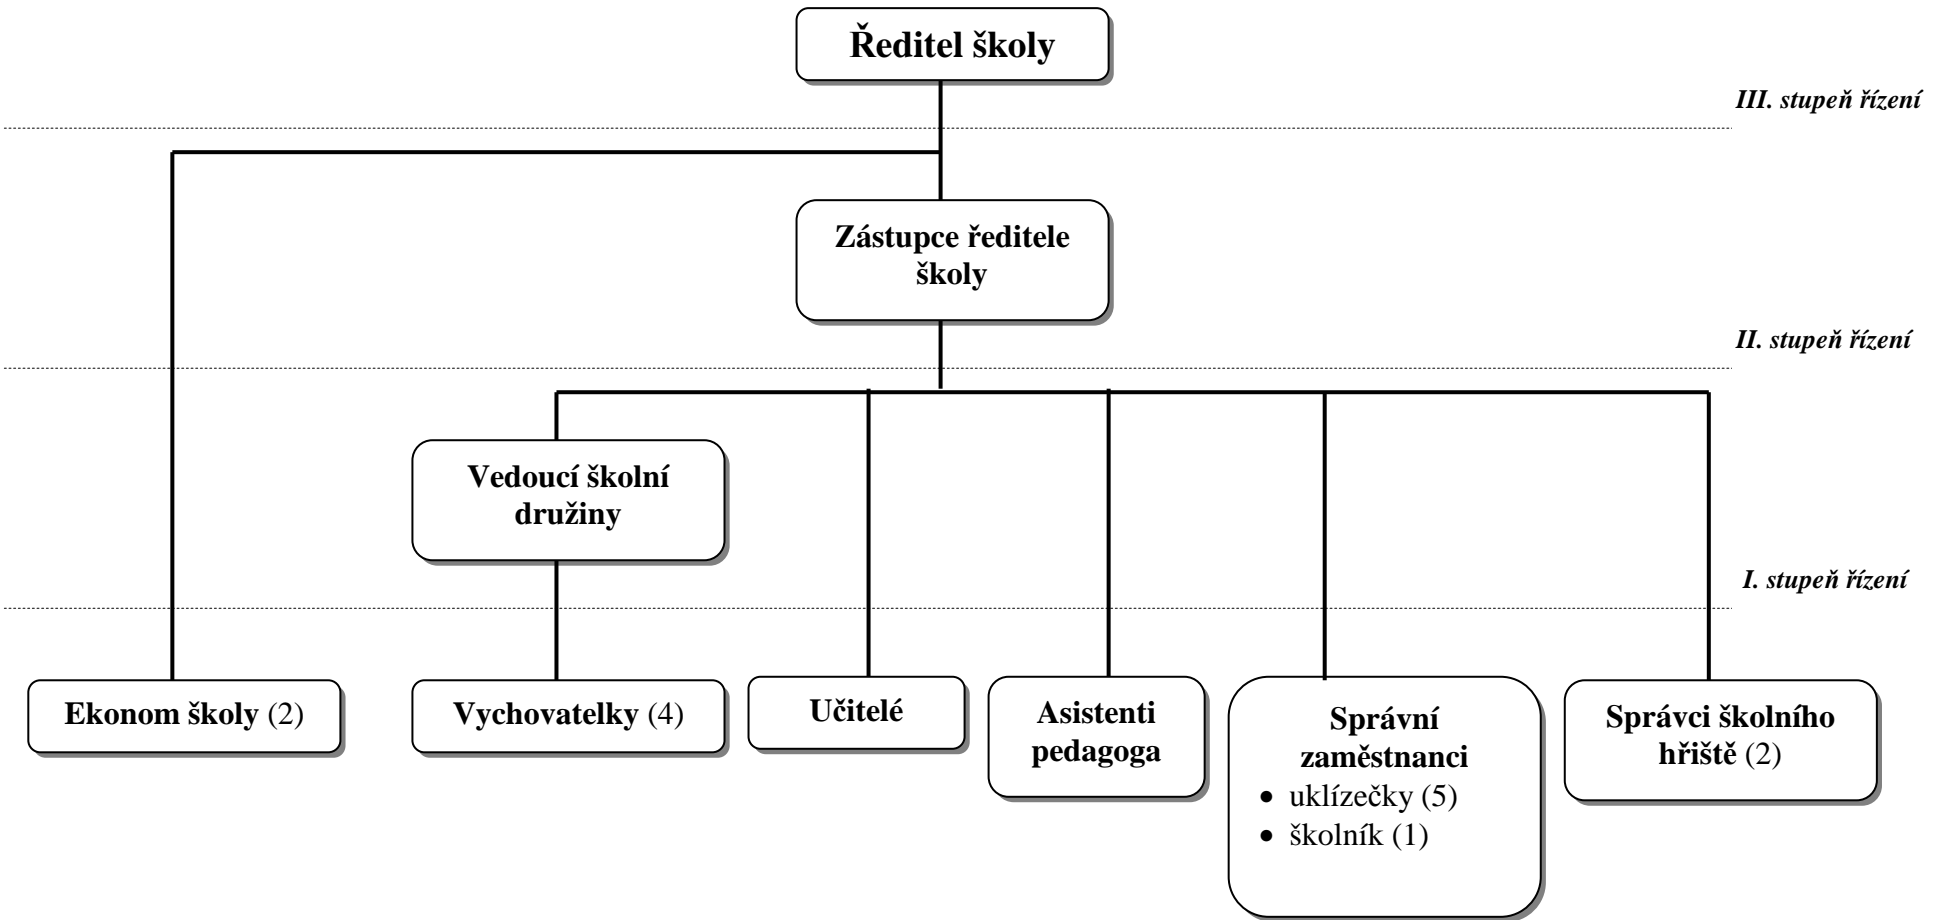 Ředitel školy
III. stupeň řízení
Zástupce ředitele
školy
II. stupeň řízení
Vedoucí školní
družiny
I. stupeň řízení
Ekonom školy (2)
Vychovatelky (4)
Učitelé
Asistenti
pedagoga
Správní
zaměstnanci
• uklízečky (5)
• školník (1)
Správci školního
hřiště (2)